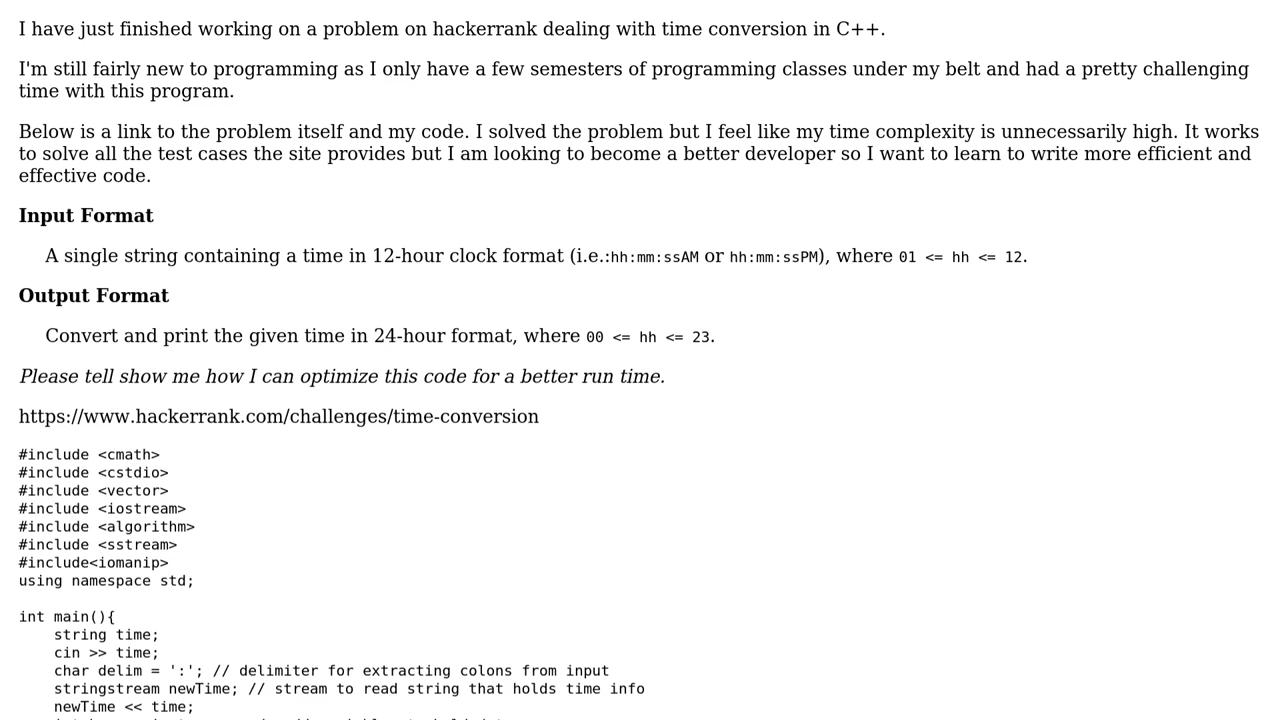 I have just finished working on a problem on hackerrank dealing with time conversion in C++.
I'm still fairly new to programming as I only have a few semesters of programming classes under my belt and had a pretty challenging
time with this program.
Below is a link to the problem itself and my code. I solved the problem but I feel like my time complexity is unnecessarily high. It works
to solve all the test cases the site provides but I am looking to become a better developer so I want to learn to write more efficient and
effective code.
Input Format
A single string containing a time in 12-hour clock format (i.e.:hh:mm:ssAM or hh:mm:ssPM), where 01 <= hh <= 12.
Output Format
Convert and print the given time in 24-hour format, where 00 <= hh <= 23.
Please tell show me how I can optimize this code for a better run time.
https://www.hackerrank.com/challenges/time-conversion
#include <cmath>
#include <cstdio>
#include <vector>
#include <iostream>
#include <algorithm>
#include <sstream>
#include<iomanip>
using namespace std;
int main(){
    string time;
    cin >> time;
    char delim = ':'; // delimiter for extracting colons from input
    stringstream newTime; // stream to read string that holds time info
    newTime << time;